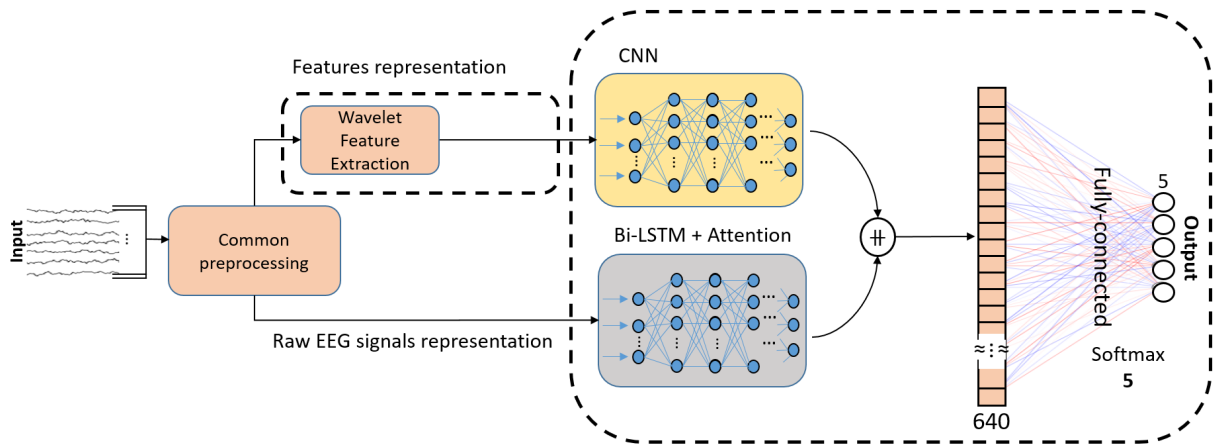 Input
Common
preprocessing
Features representation
Wavelet
Feature
Extraction
Raw EEG signals representation
CNN
Bi-LSTM + Attention
640
Fully-connected
5
Output
Softmax
5